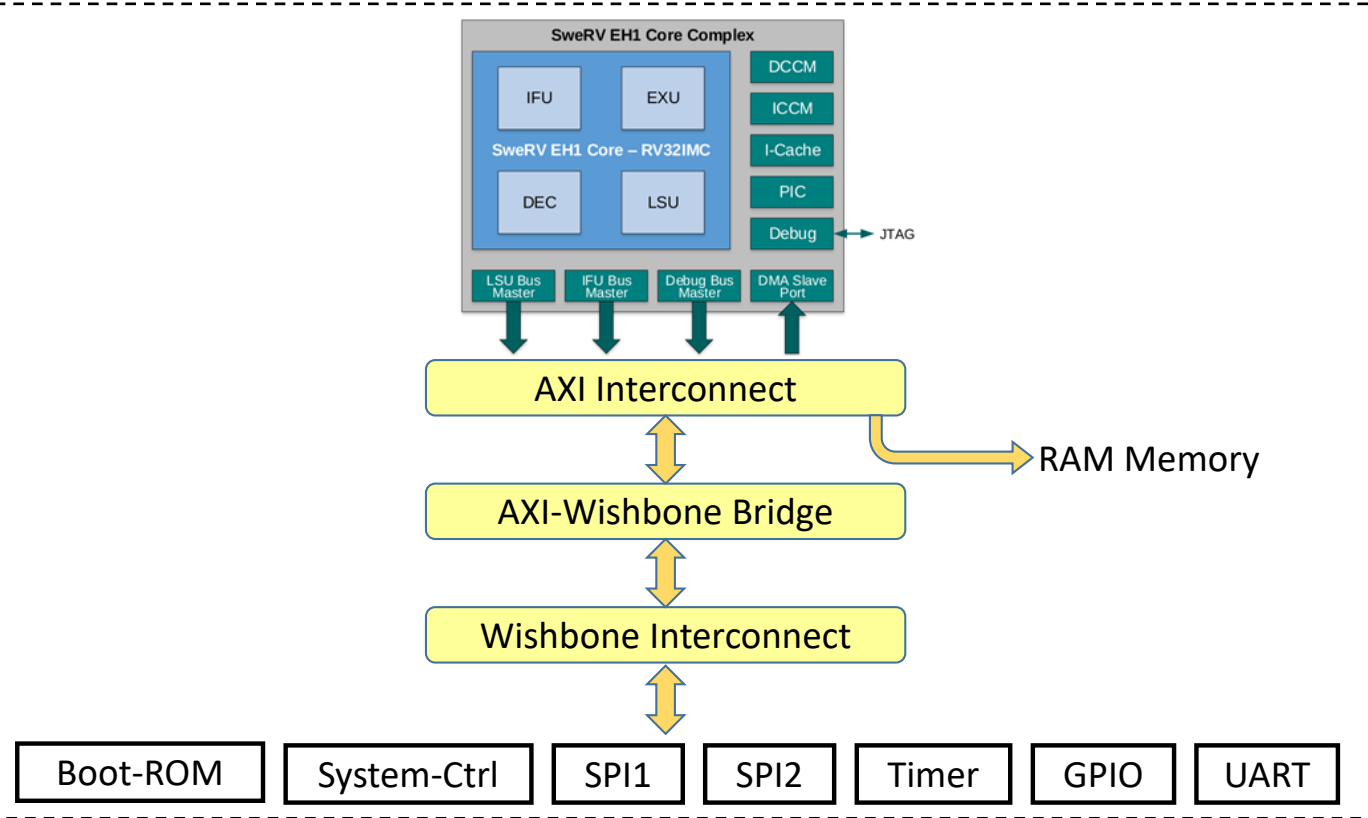 SweRV EH1 Core Complex
IFU
EXU
DCCM
ICCM
SweRV EH1 Core – RV32IMC
I-Cache
DEC
LSU
PIC
Debug
JTAG
LSU Bus
Master
IFU Bus
Master
Debug Bus
Master
DMA Slave
Port
AXI Interconnect
RAM Memory
AXI-Wishbone Bridge
Wishbone Interconnect
Boot-ROM
System-Ctrl
SPI1
SPI2
Timer
GPIO
UART